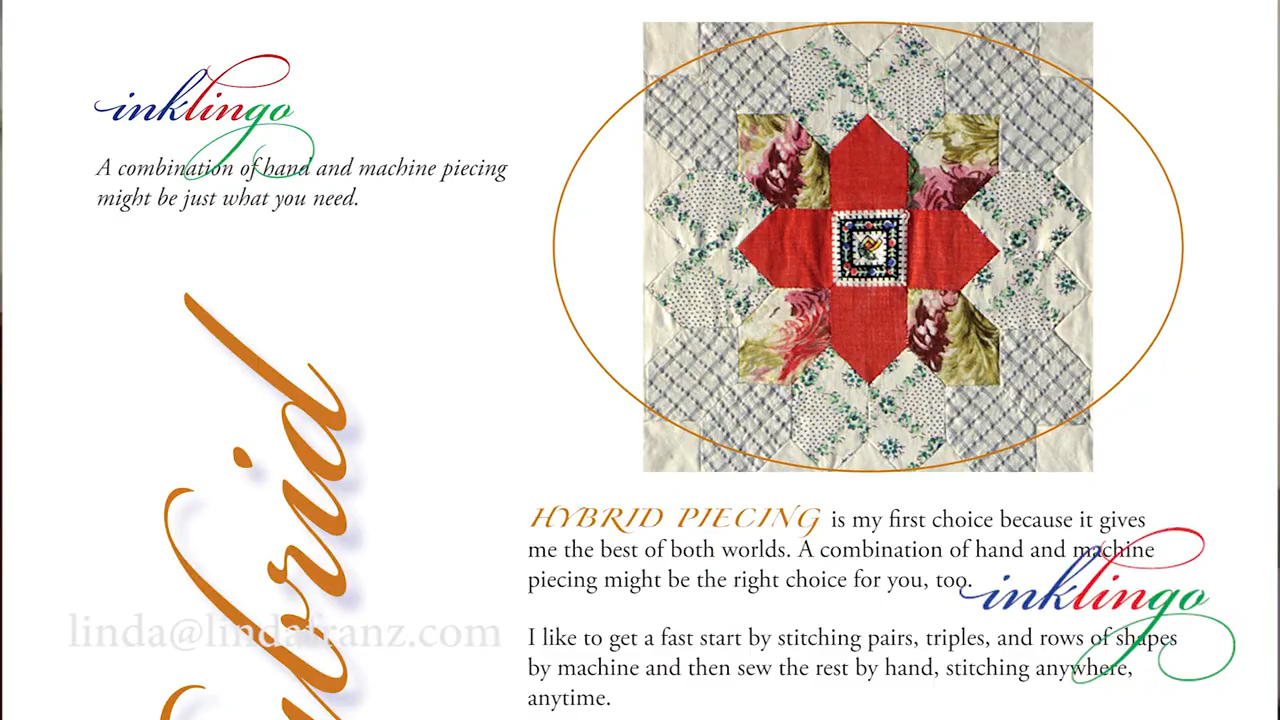 inklingo
A combination of hand and machine piecing
might be just what you need.
HYBRID PIECING is my first choice because it gives
me the best of both worlds. A combination of hand and machine
piecing might be the right choice for you, too.
inklingo
I like to get a fast start by stitching pairs, triples, and rows of shapes
by machine and then sew the rest by hand, stitching anywhere,
anytime.
linda@lindafranz.com